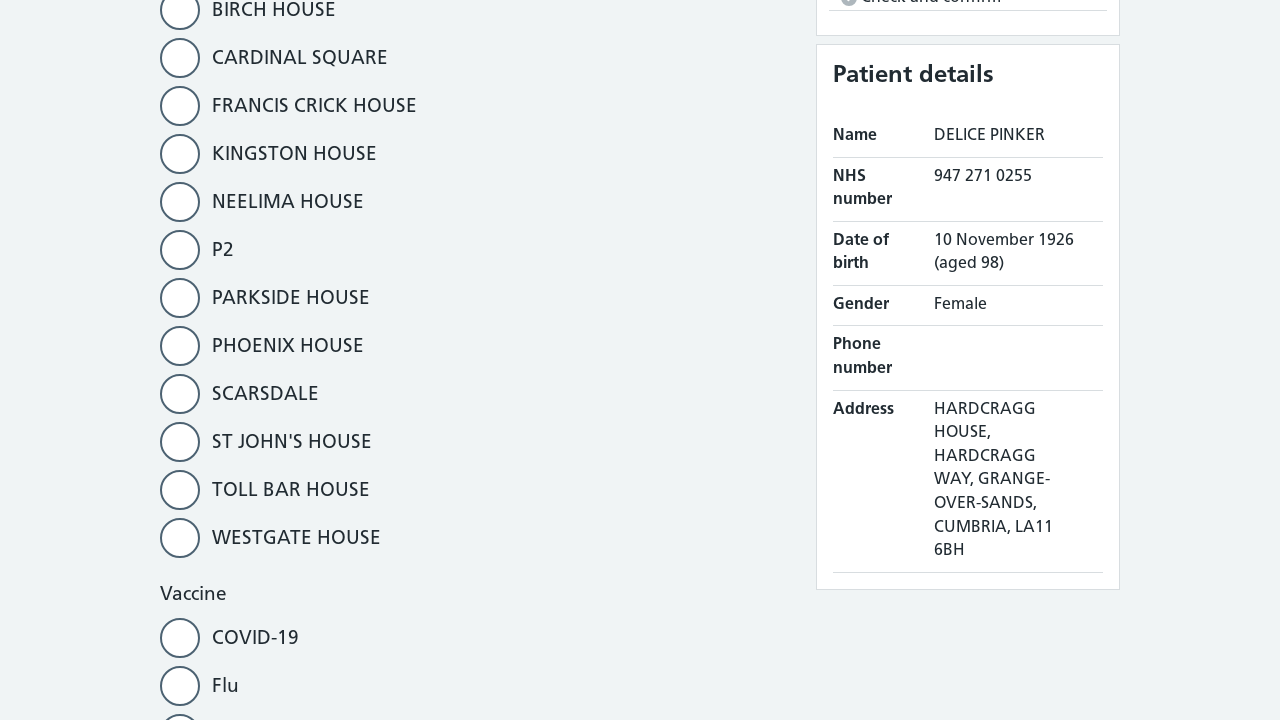 BIRCH HOUSE
CARDINAL SQUARE
FRANCIS CRICK HOUSE
KINGSTON HOUSE
NEELIMA HOUSE
P2
PARKSIDE HOUSE
PHOENIX HOUSE
SCARSDALE
ST JOHN'S HOUSE
TOLL BAR HOUSE
WESTGATE HOUSE
Vaccine
COVID-19
Flu
Check and confirm
Patient details
Name DELICE PINKER
NHS 947 271 0255
number
Date of 10 November 1926
birth (aged 98)
Gender Female
Phone
number
Address HARDCRAGG
HOUSE,
HARDCRAGG
WAY, GRANGE-
OVER-SANDS,
CUMBRIA, LA11
6BH